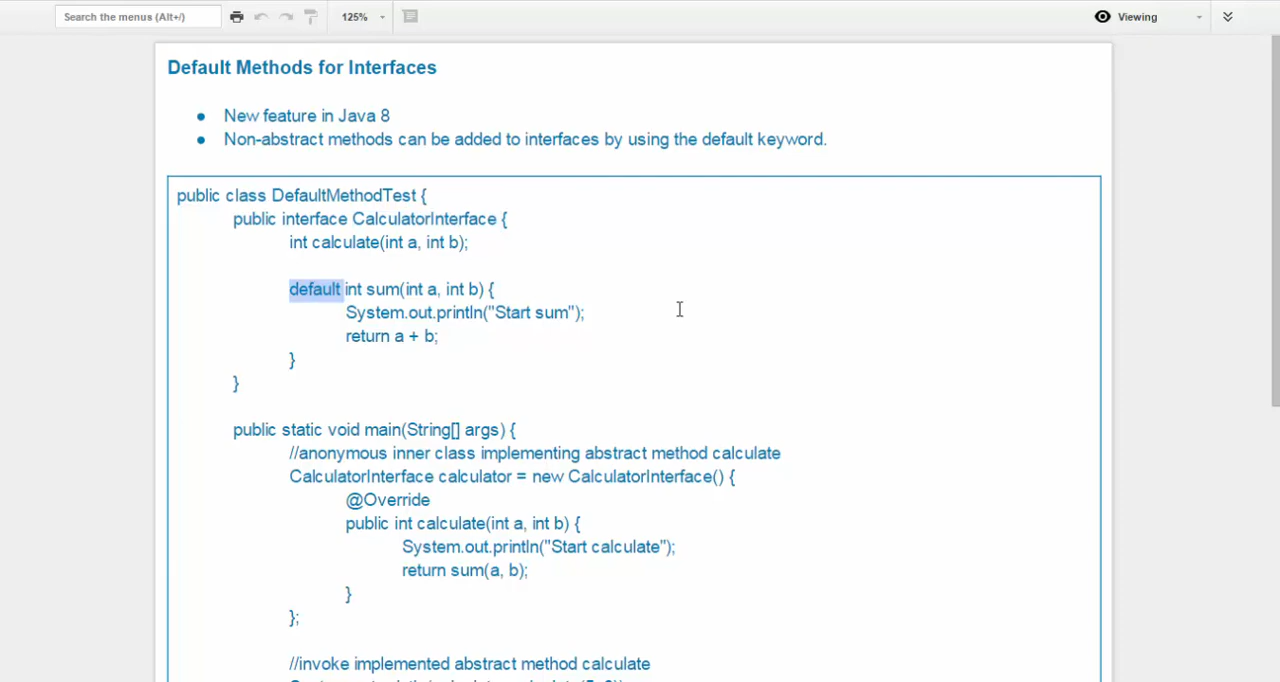 Search the menus (Alt+/)
125%
Viewing
Default Methods for Interfaces
● New feature in Java 8
● Non-abstract methods can be added to interfaces by using the default keyword.
public class DefaultMethodTest {
public interface CalculatorInterface {
int calculate(int a, int b);
default int sum(int a, int b) {
System.out.println("Start sum");
return a + b;
}
}
public static void main(String[] args) {
//anonymous inner class implementing abstract method calculate
CalculatorInterface calculator = new CalculatorInterface() {
@Override
public int calculate(int a, int b) {
System.out.println("Start calculate");
return sum(a, b);
}
};
//invoke implemented abstract method calculate